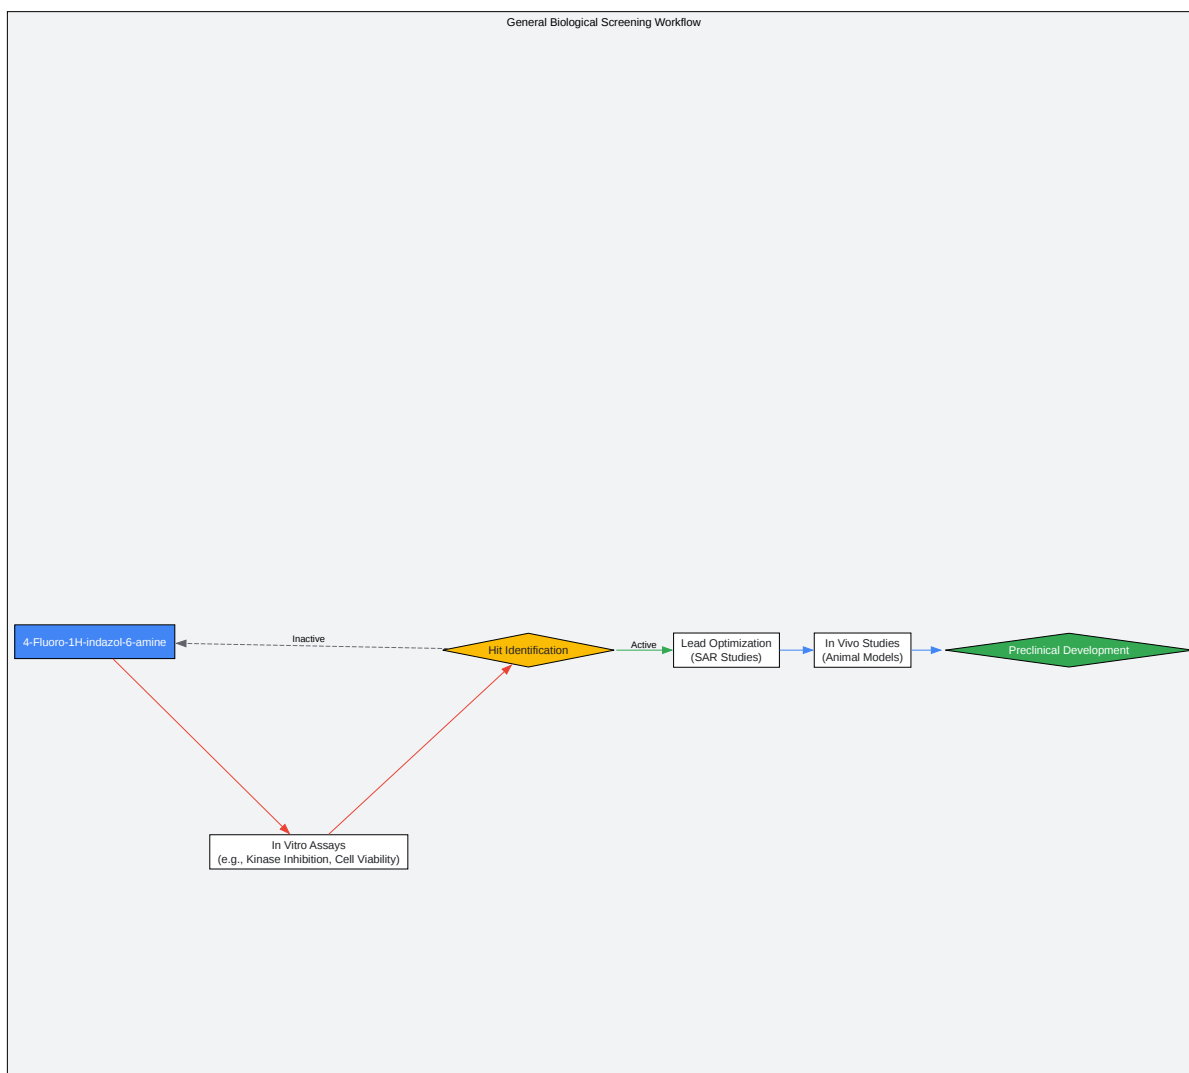 General Biological Screening Workflow
4-Fluoro-1H-indazol-6-amine
Inactive
Hit Identification
Active
Lead Optimization
(SAR Studies)
In Vivo Studies
(Animal Models)
Preclinical Development
In Vitro Assays
(e.g., Kinase Inhibition, Cell Viability)